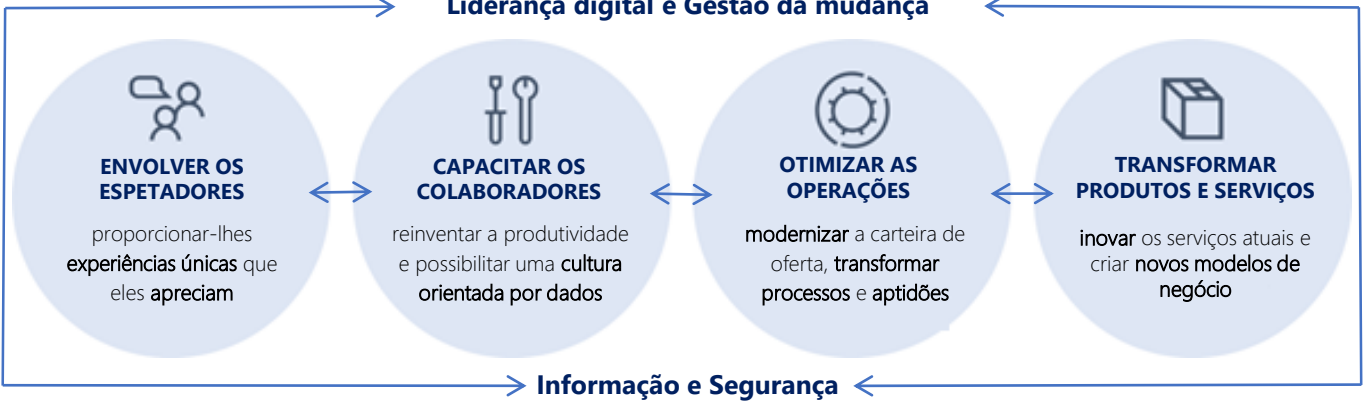 Liderança digital e Gestão da mudança
ENVOLVER OS
ESPETADORES
proporcionar-lhes
experiências únicas que
eles apreciam
CAPACITAR OS
COLABORADORES
reinventar a produtividade
e possibilitar uma cultura
orientada por dados
OTIMIZAR AS
OPERAÇÕES
modernizar a carteira de
oferta, transformar
processos e aptidões
TRANSFORMAR
PRODUTOS E SERVIÇOS
inovar os serviços atuais e
criar novos modelos de
negócio
Informação e Segurança